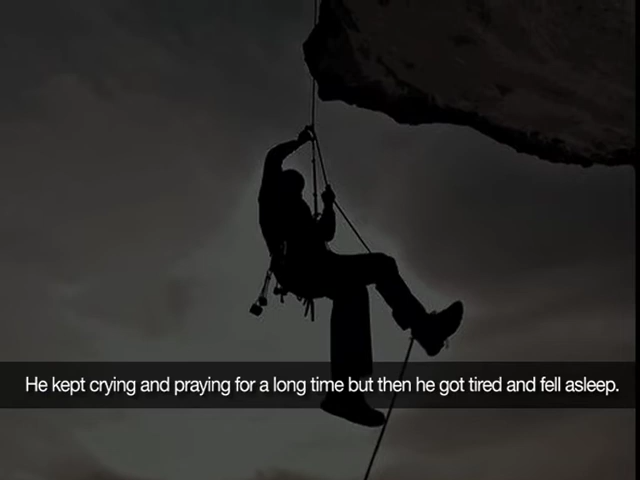 He kept crying and praying for a long time but then he got tired and fell asleep.